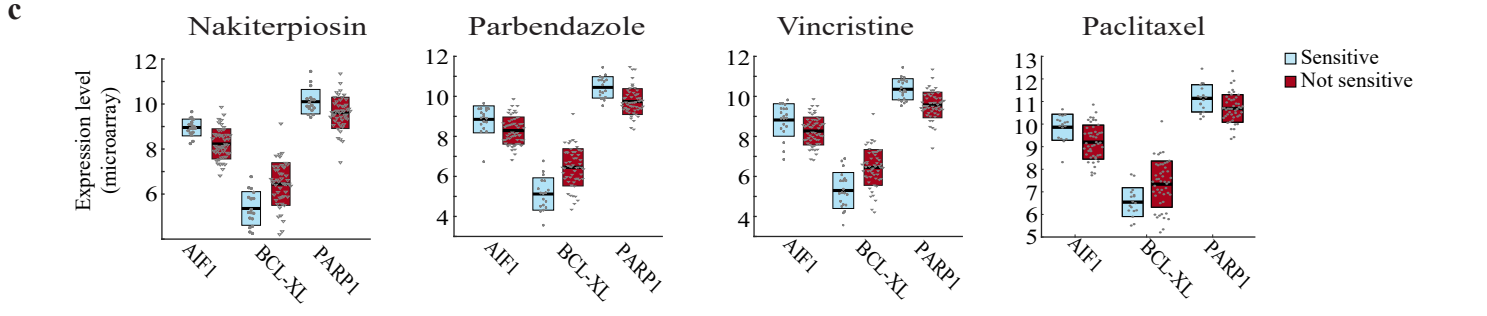 c
Nakiterpiosin
Parbendazole
Vincristine
Paclitaxel
Expression level
(microarray)
12
10
8
6
AIF1
BCL-XL
PARP1
12
10
8
6
4
AIF1
BCL-XL
PARP1
12
10
8
6
4
AIF1
BCL-XL
PARP1
13
12
11
10
9
8
7
6
5
AIF1
BCL-XL
PARP1
Sensitive
Not sensitive